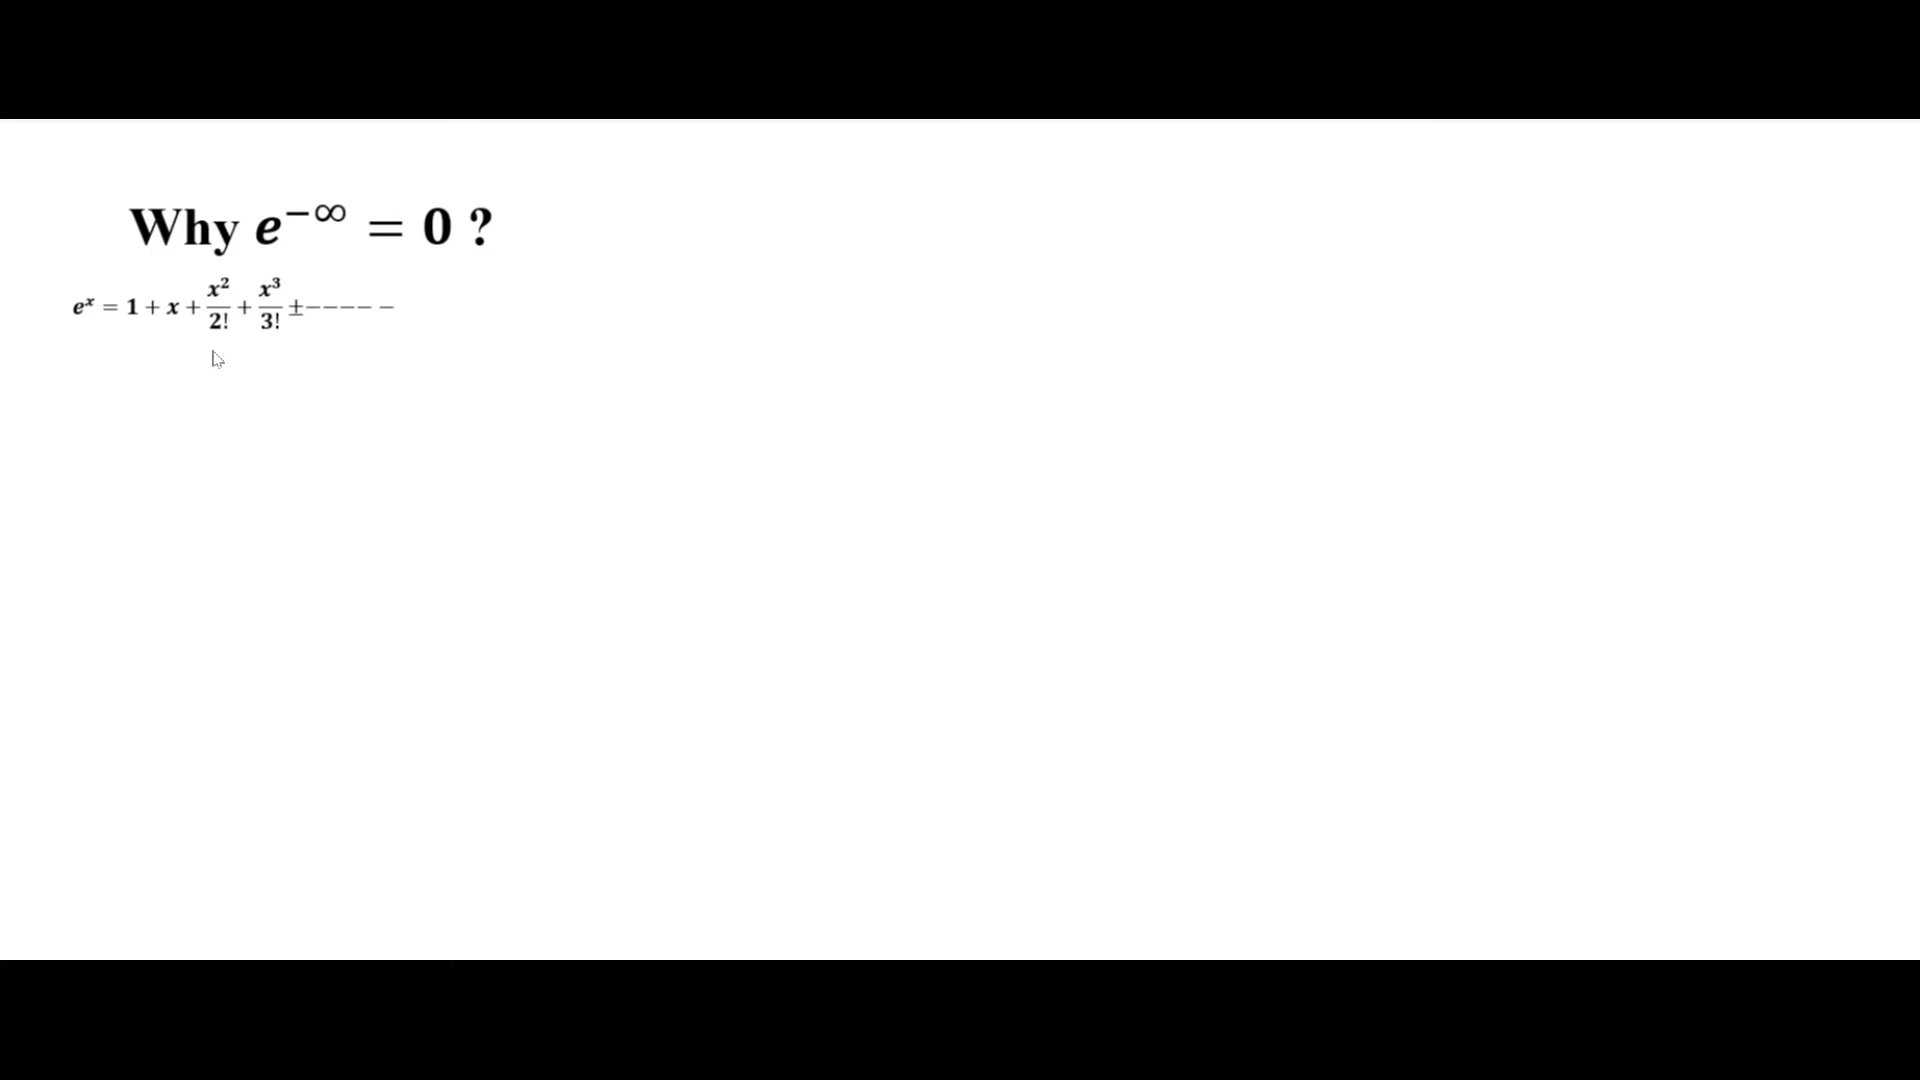 Why e^{-∞} = 0 ?
e^x = 1 + x + x^2/2! + x^3/3! ±−−−−− −